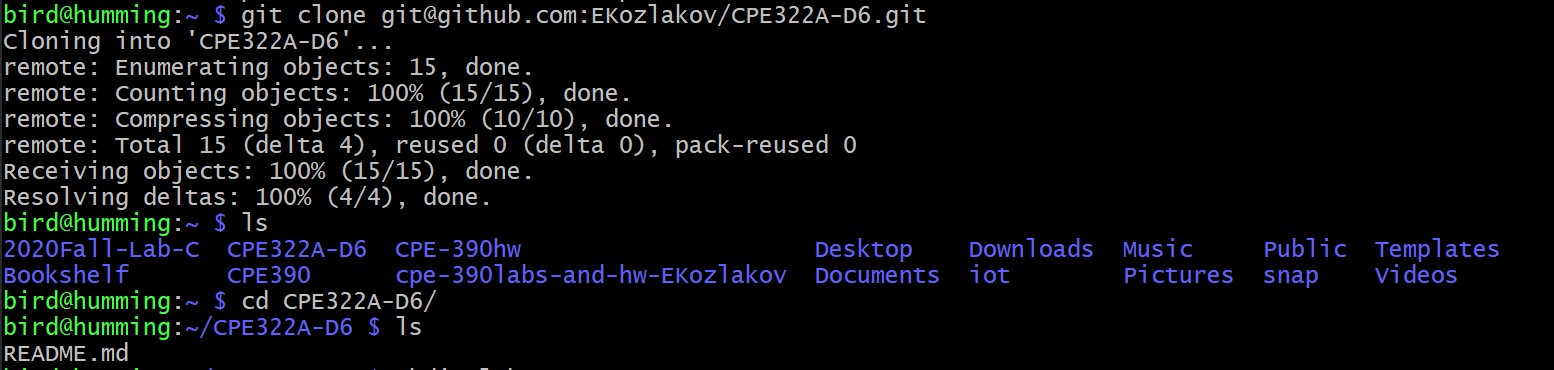 bird@humming:~ $ git clone git@github.com:EKozlakov/CPE322A-D6.git
Cloning into 'CPE322A-D6'...
remote: Enumerating objects: 15, done.
remote: Counting objects: 100% (15/15), done.
remote: Compressing objects: 100% (10/10), done.
remote: Total 15 (delta 4), reused 0 (delta 0), pack-reused 0
Receiving objects: 100% (15/15), done.
Resolving deltas: 100% (4/4), done.
bird@humming:~ $ ls
2020Fall-Lab-C  CPE322A-D6  CPE-390hw                      Desktop    Downloads  Music     Public  Templates
Bookshelf       CPE390      cpe-390labs-and-hw-EKozlakov  Documents  iot        Pictures  snap    Videos
bird@humming:~ $ cd CPE322A-D6/
bird@humming:~/CPE322A-D6 $ ls
README.md